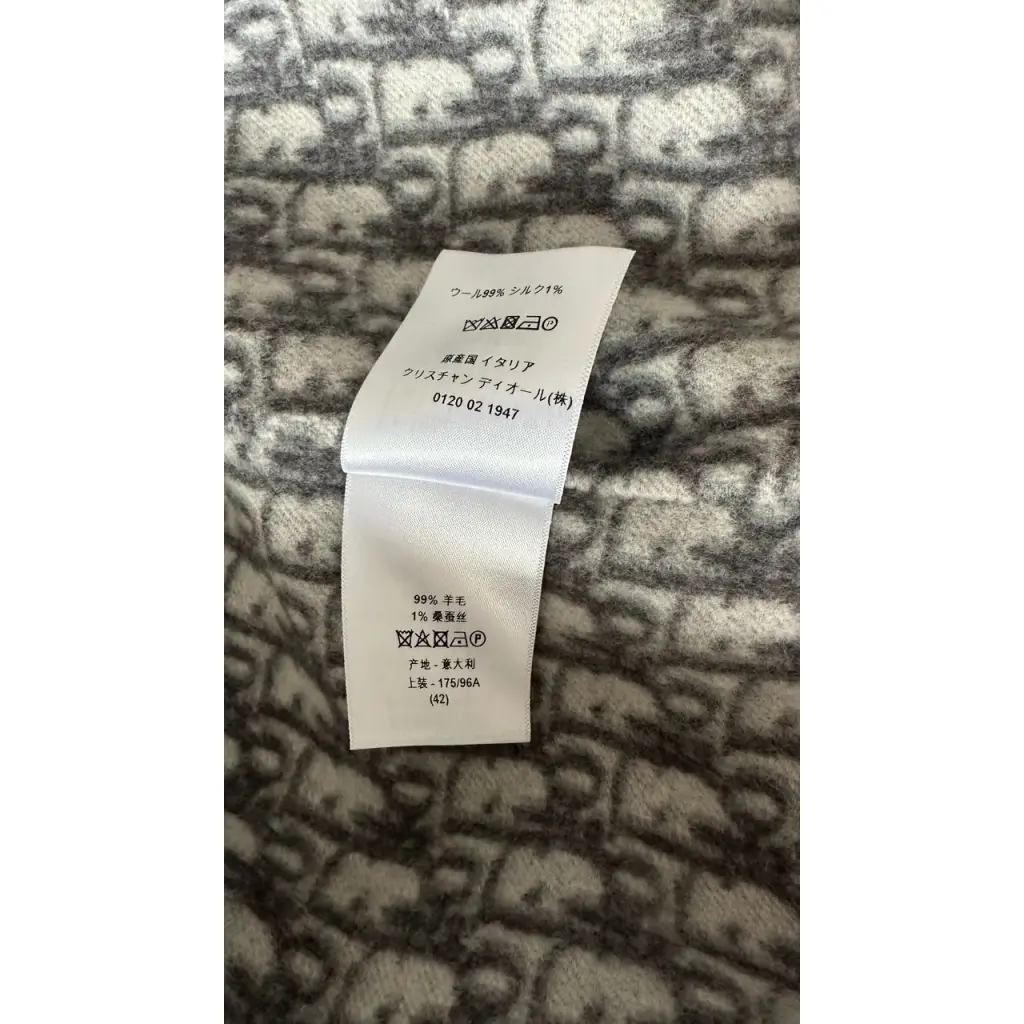 ウール99% シルク1%
原産国 イタリア
クリスチャン ディオール(株)
0120 02 1947
99% 羊毛
1% 桑蚕丝
P
产地 - 意大利
上装 - 175/96A
(42)